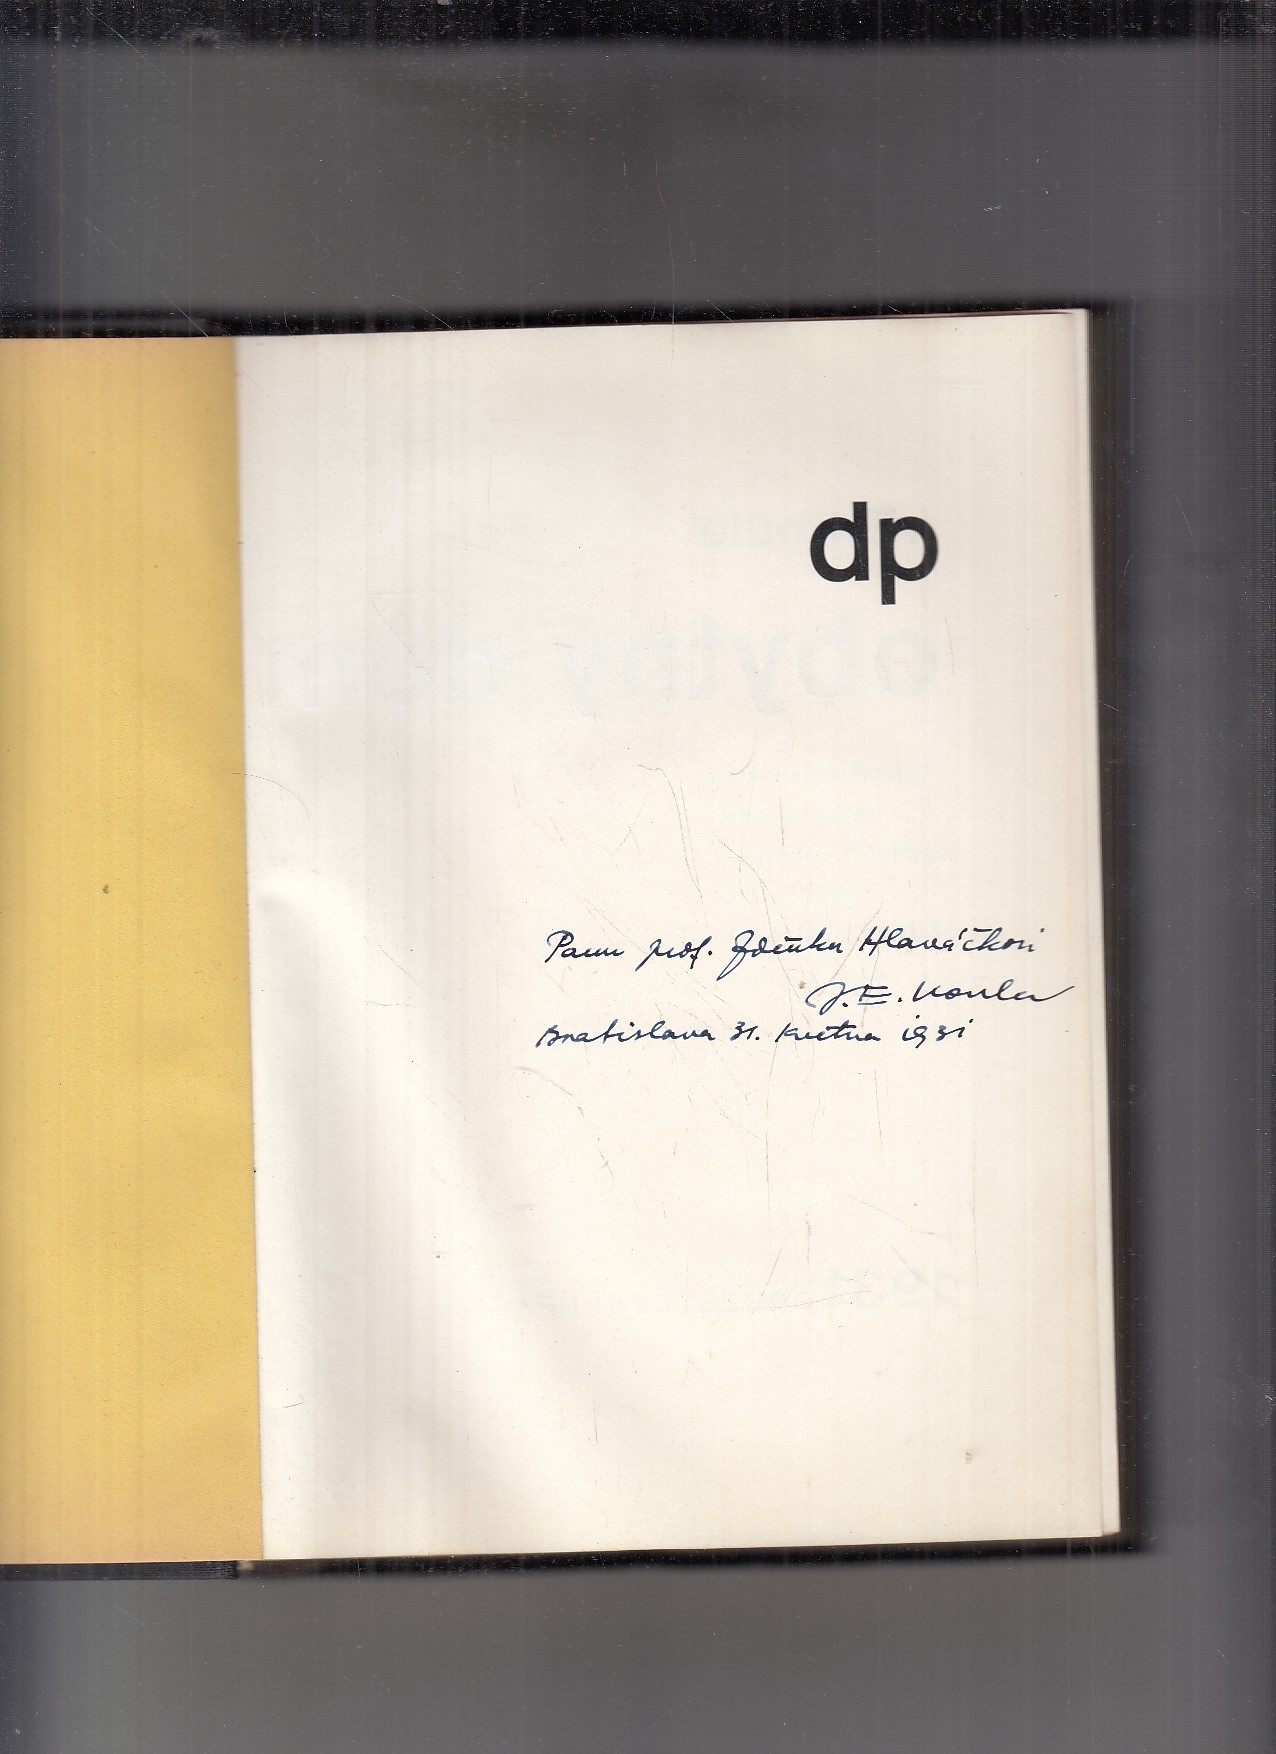 dp
Panu prof. Zdeňku Hlaváčkovi
J. E. Koula
Bratislava 31. května 1931